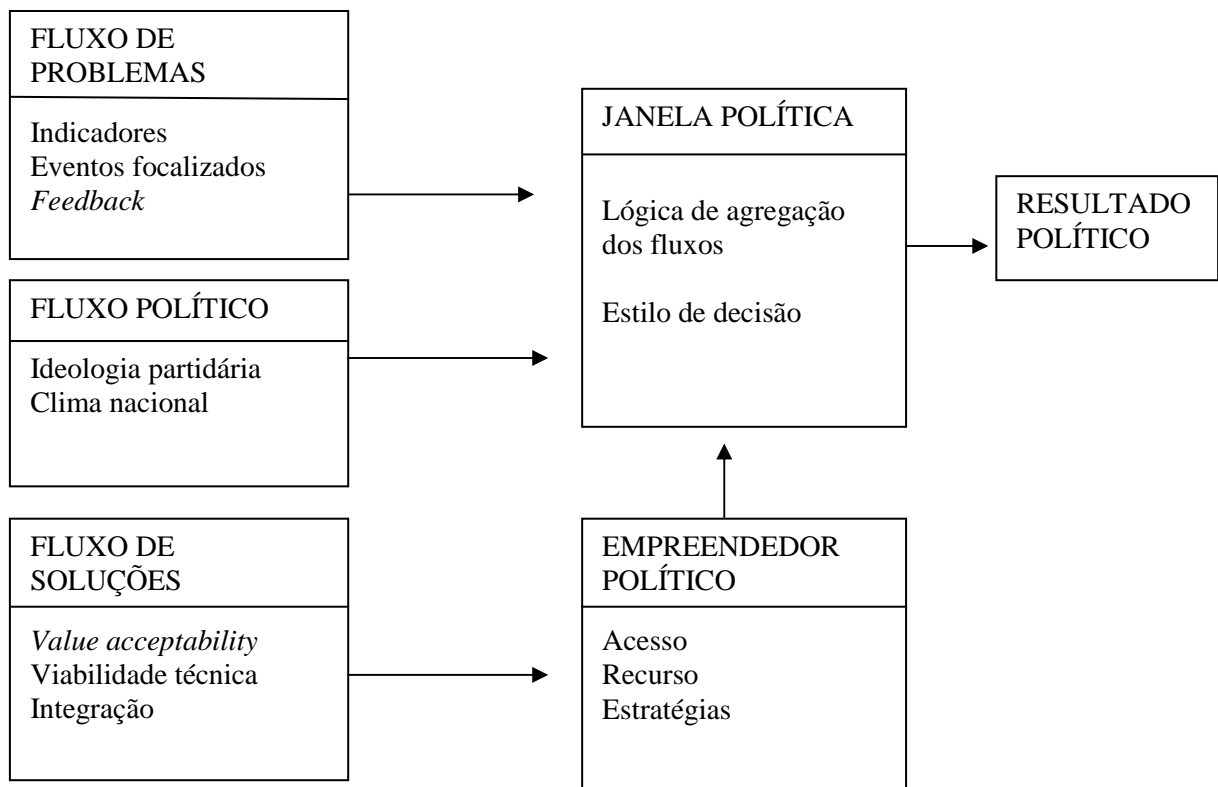 FLUXO DE
PROBLEMAS
Indicadores
Eventos focalizados
Feedback
FLUXO POLÍTICO
Ideologia partidária
Clima nacional
FLUXO DE
SOLUÇÕES
Value acceptability
Viabilidade técnica
Integração
JANELA POLÍTICA
Lógica de agregação
dos fluxos
Estilo de decisão
EMPREENDEDOR
POLÍTICO
Acesso
Recurso
Estratégias
RESULTADO
POLÍTICO